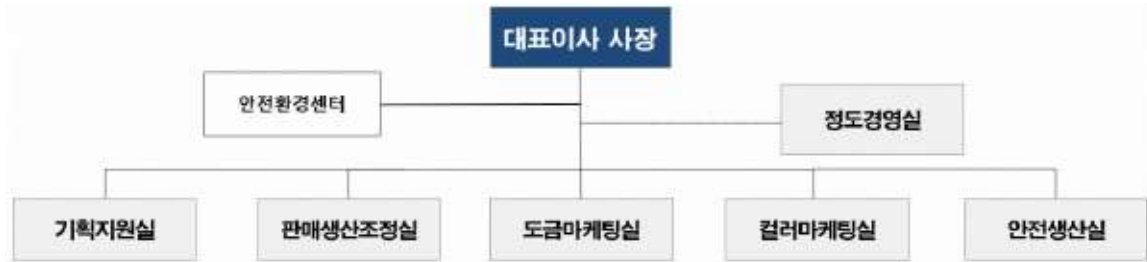 대표이사 사장
안전환경센터
정도경영실
기획지원실
판매생산조정실
도금마케팅실
컬러마케팅실
안전생산실